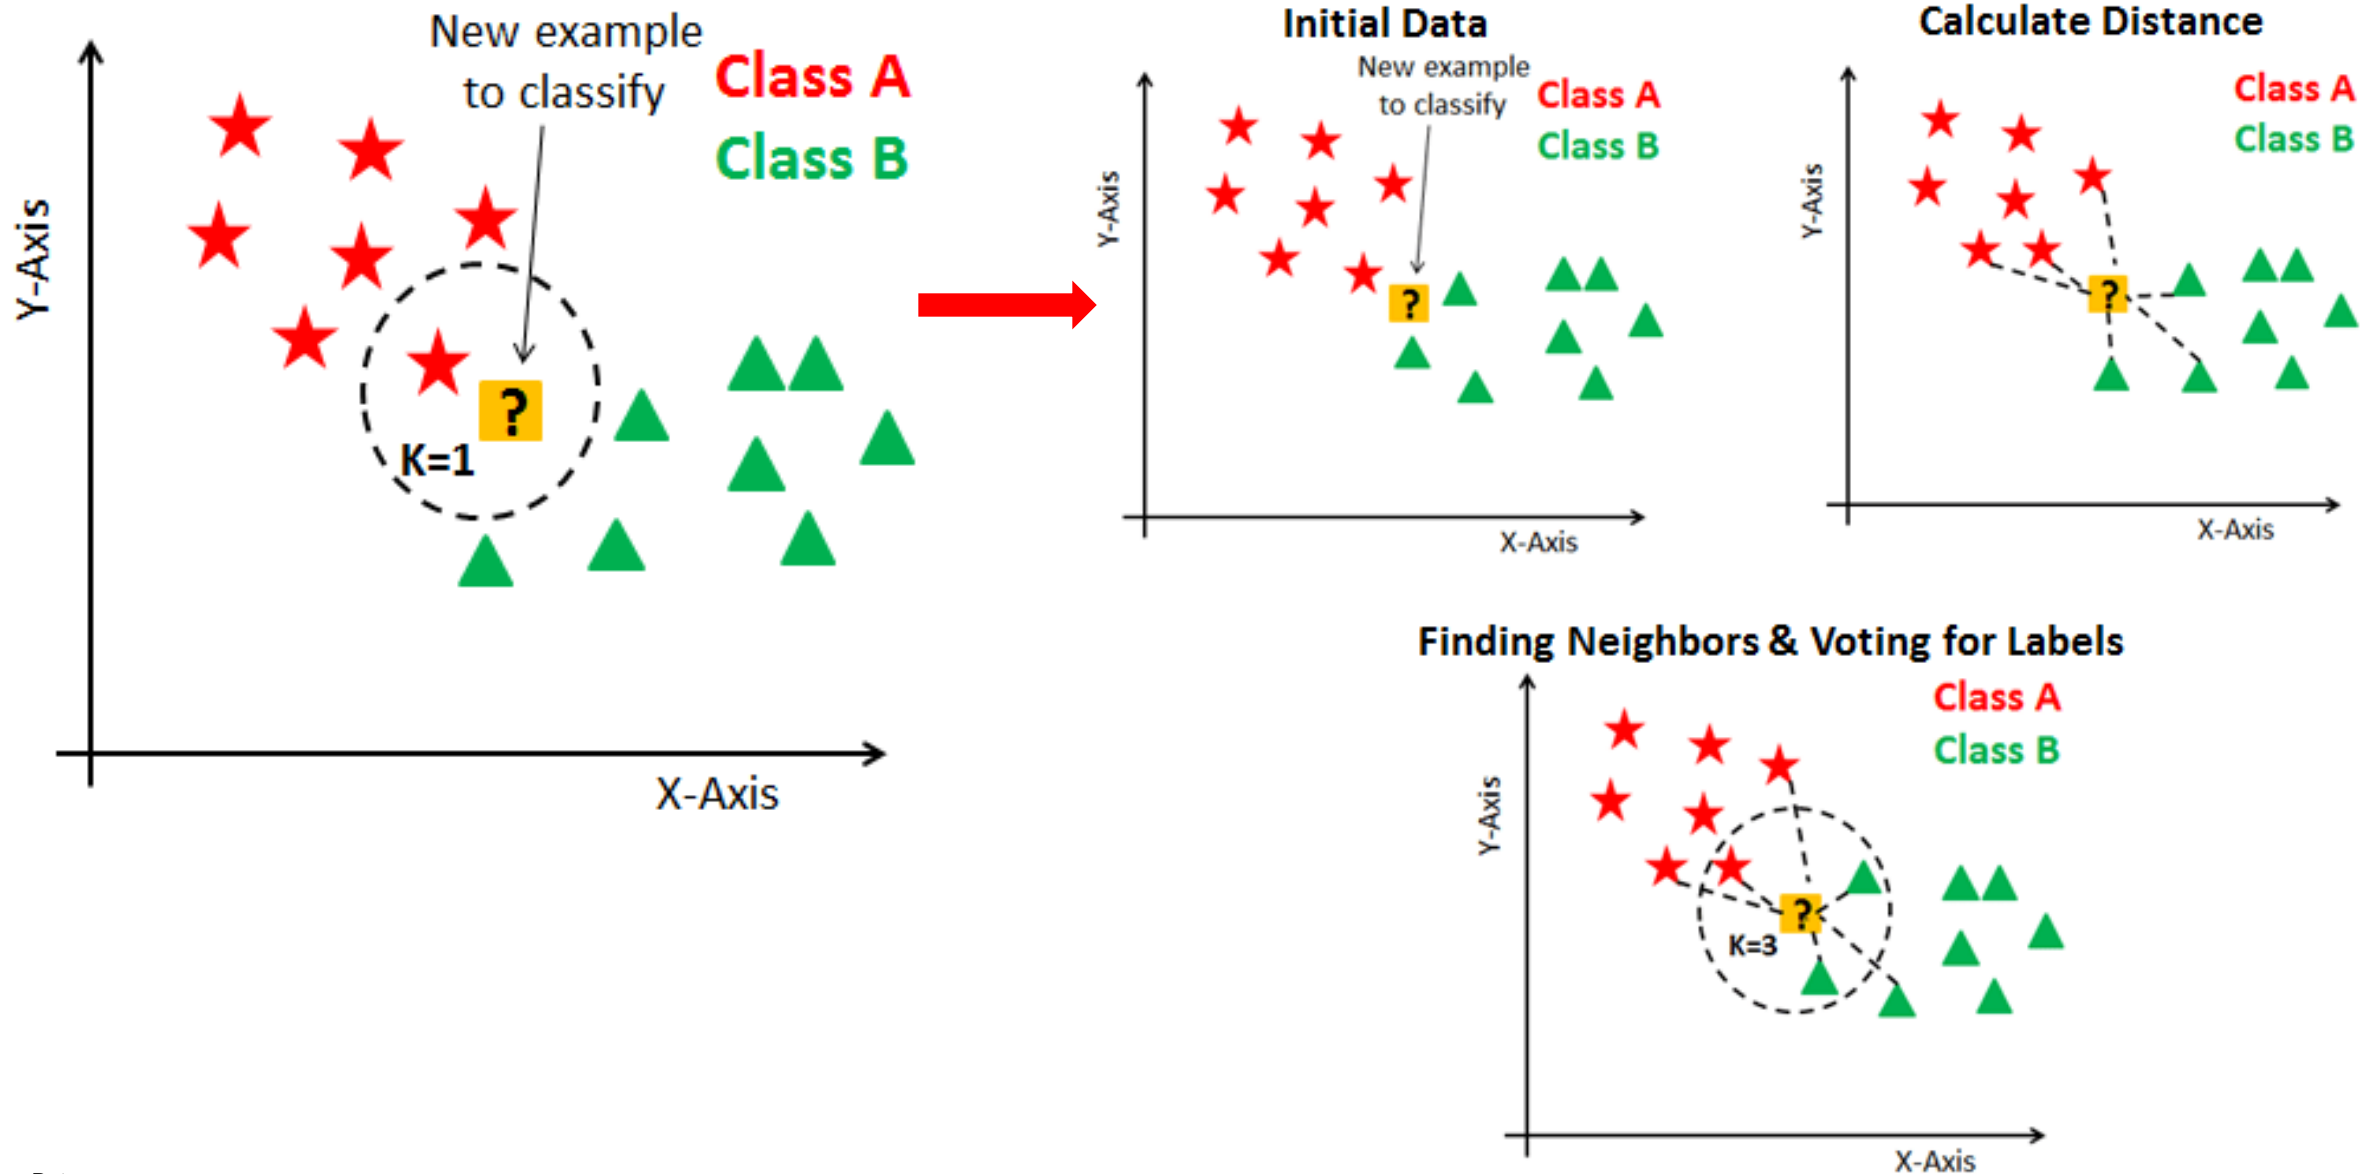 New example
to classify
Class A
Class B
Y-Axis
?
K=1
X-Axis
Initial Data
New example
to classify
Class A
Class B
Y-Axis
?
X-Axis
Calculate Distance
Class A
Class B
Y-Axis
?
X-Axis
Finding Neighbors & Voting for Labels
Class A
Class B
Y-Axis
?
K=3
X-Axis